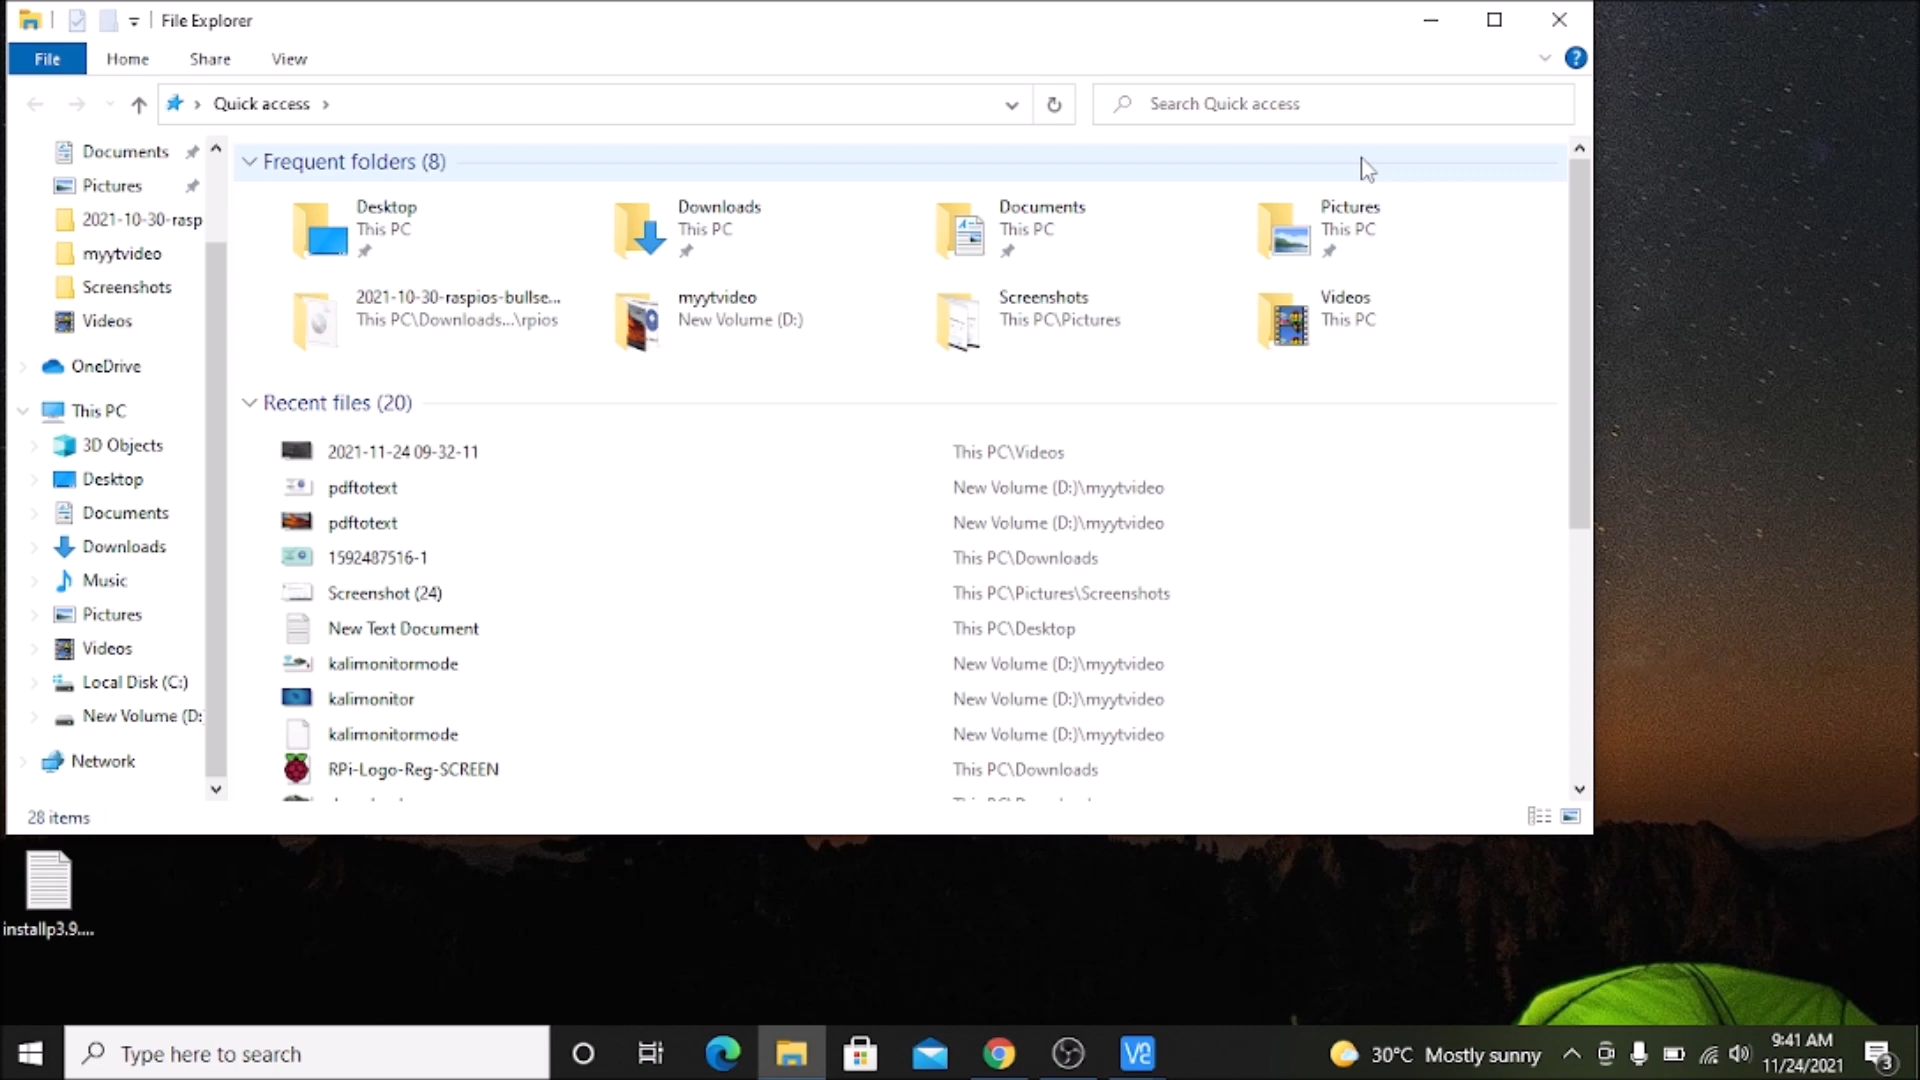 File Explorer
File Home Share View
Quick access
Search Quick access
Documents
Pictures
2021-10-30-rasp
myytvideo
Screenshots
Videos
OneDrive
This PC
3D Objects
Desktop
Documents
Downloads
Music
Pictures
Videos
Local Disk (C:)
New Volume (D:
Network
Frequent folders (8)
Desktop
This PC
Downloads
This PC
Documents
This PC
Pictures
This PC
2021-10-30-raspios-bullse...
This PC\Downloads...\rpios
myytvideo
New Volume (D:)
Screenshots
This PC\Pictures
Videos
This PC
Recent files (20)
2021-11-24 09-32-11 This PC\Videos
pdftotext New Volume (D:)\myytvideo
pdftotext New Volume (D:)\myytvideo
1592487516-1 This PC\Downloads
Screenshot (24) This PC\Pictures\Screenshots
New Text Document This PC\Desktop
kalimonitormode New Volume (D:)\myytvideo
kalimonitor New Volume (D:)\myytvideo
kalimonitormode New Volume (D:)\myytvideo
RPi-Logo-Reg-SCREEN This PC\Downloads
28 items
installp3.9....
Type here to search
30°C Mostly sunny
9:41 AM
11/24/2021
3